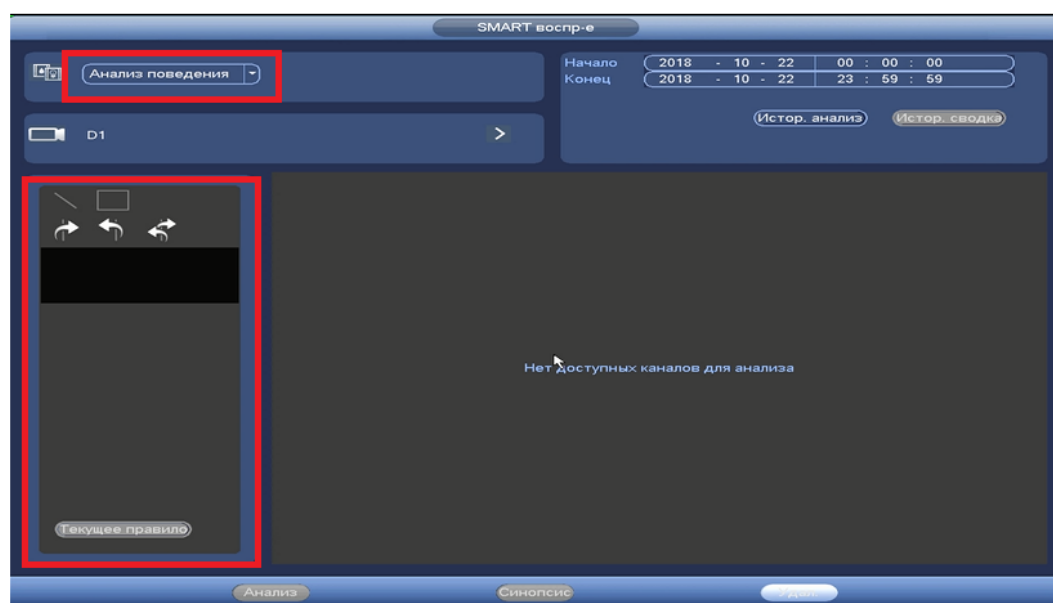 SMART воспр-е
Анализ поведения
Начало 2018 - 10 - 22 00 : 00 : 00
Конец 2018 - 10 - 22 23 : 59 : 59
Истор. анализ Истор. сводка
D1
Нет доступных каналов для анализа
Текущее правило
Анализ Синопсис